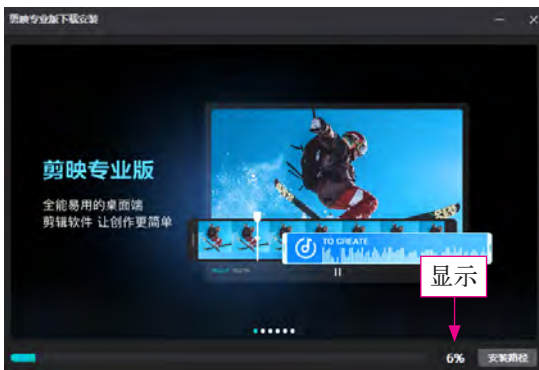 剪映专业版下载安装
剪映专业版
全能易用的桌面端
剪辑软件 让创作更简单
TO CREATE
显示
6%
安装路径